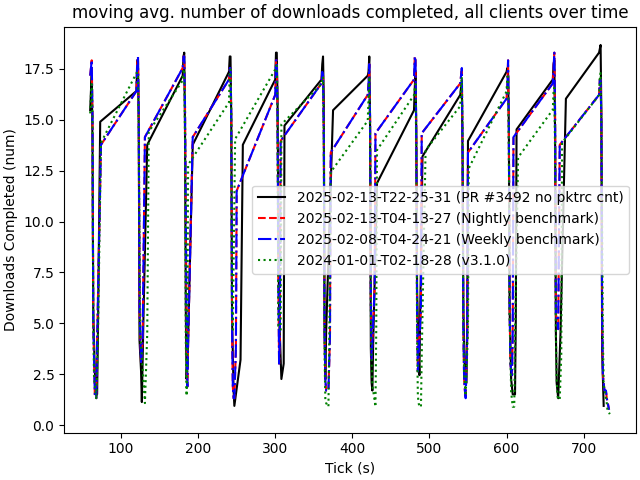 moving avg. number of downloads completed, all clients over time
17.5
15.0
12.5
10.0
7.5
5.0
2.5
0.0
Downloads Completed (num)
2025-02-13-T22-25-31 (PR #3492 no pktrc cnt)
2025-02-13-T04-13-27 (Nightly benchmark)
2025-02-08-T04-24-21 (Weekly benchmark)
2024-01-01-T02-18-28 (v3.1.0)
100 200 300 400 500 600 700
Tick (s)